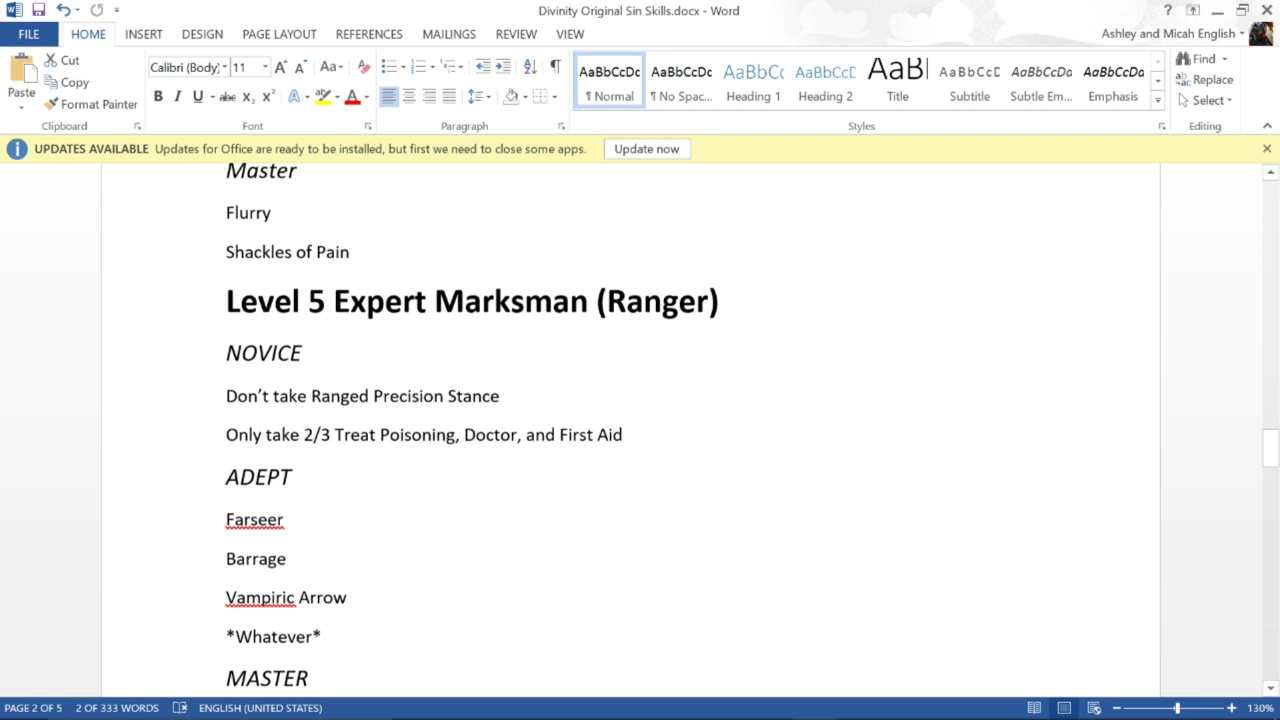 Divinity Original Sin Skills.docx - Word
?
FILE HOME INSERT DESIGN PAGE LAYOUT REFERENCES MAILINGS REVIEW VIEW
Ashley and Micah English
Paste
Cut
Copy
Format Painter
Clipboard
Calibri (Body) 11
Font
Paragraph
AaBbCcDc AaBbCcDc AaBbCc AaBbCcD AaBl AaBbCcD AaBbCcDc AaBbCcDc
¶ Normal ¶ No Spac... Heading 1 Heading 2 Title Subtitle Subtle Em... Emphasis
Styles
Find
Replace
Select
Editing
UPDATES AVAILABLE Updates for Office are ready to be installed, but first we need to close some apps. Update now
Master
Flurry
Shackles of Pain
Level 5 Expert Marksman (Ranger)
NOVICE
Don't take Ranged Precision Stance
Only take 2/3 Treat Poisoning, Doctor, and First Aid
ADEPT
Farseer
Barrage
Vampiric Arrow
*Whatever*
MASTER
PAGE 2 OF 5 2 OF 333 WORDS ENGLISH (UNITED STATES) 130%